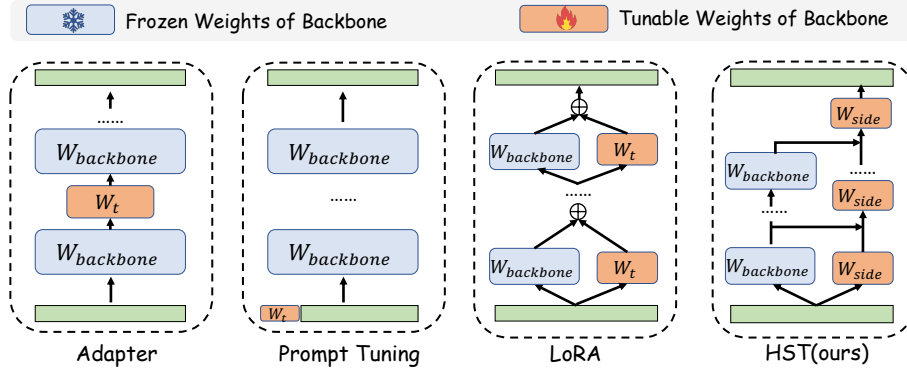 Frozen Weights of Backbone
Tunable Weights of Backbone
......
W_backbone
W_t
W_backbone
Adapter
W_backbone
......
W_backbone
W_t
Prompt Tuning
⊕
W_backbone W_t
......
⊕
W_backbone W_t
LoRA
W_side
W_backbone
......
W_side
......
W_backbone W_side
HST(ours)